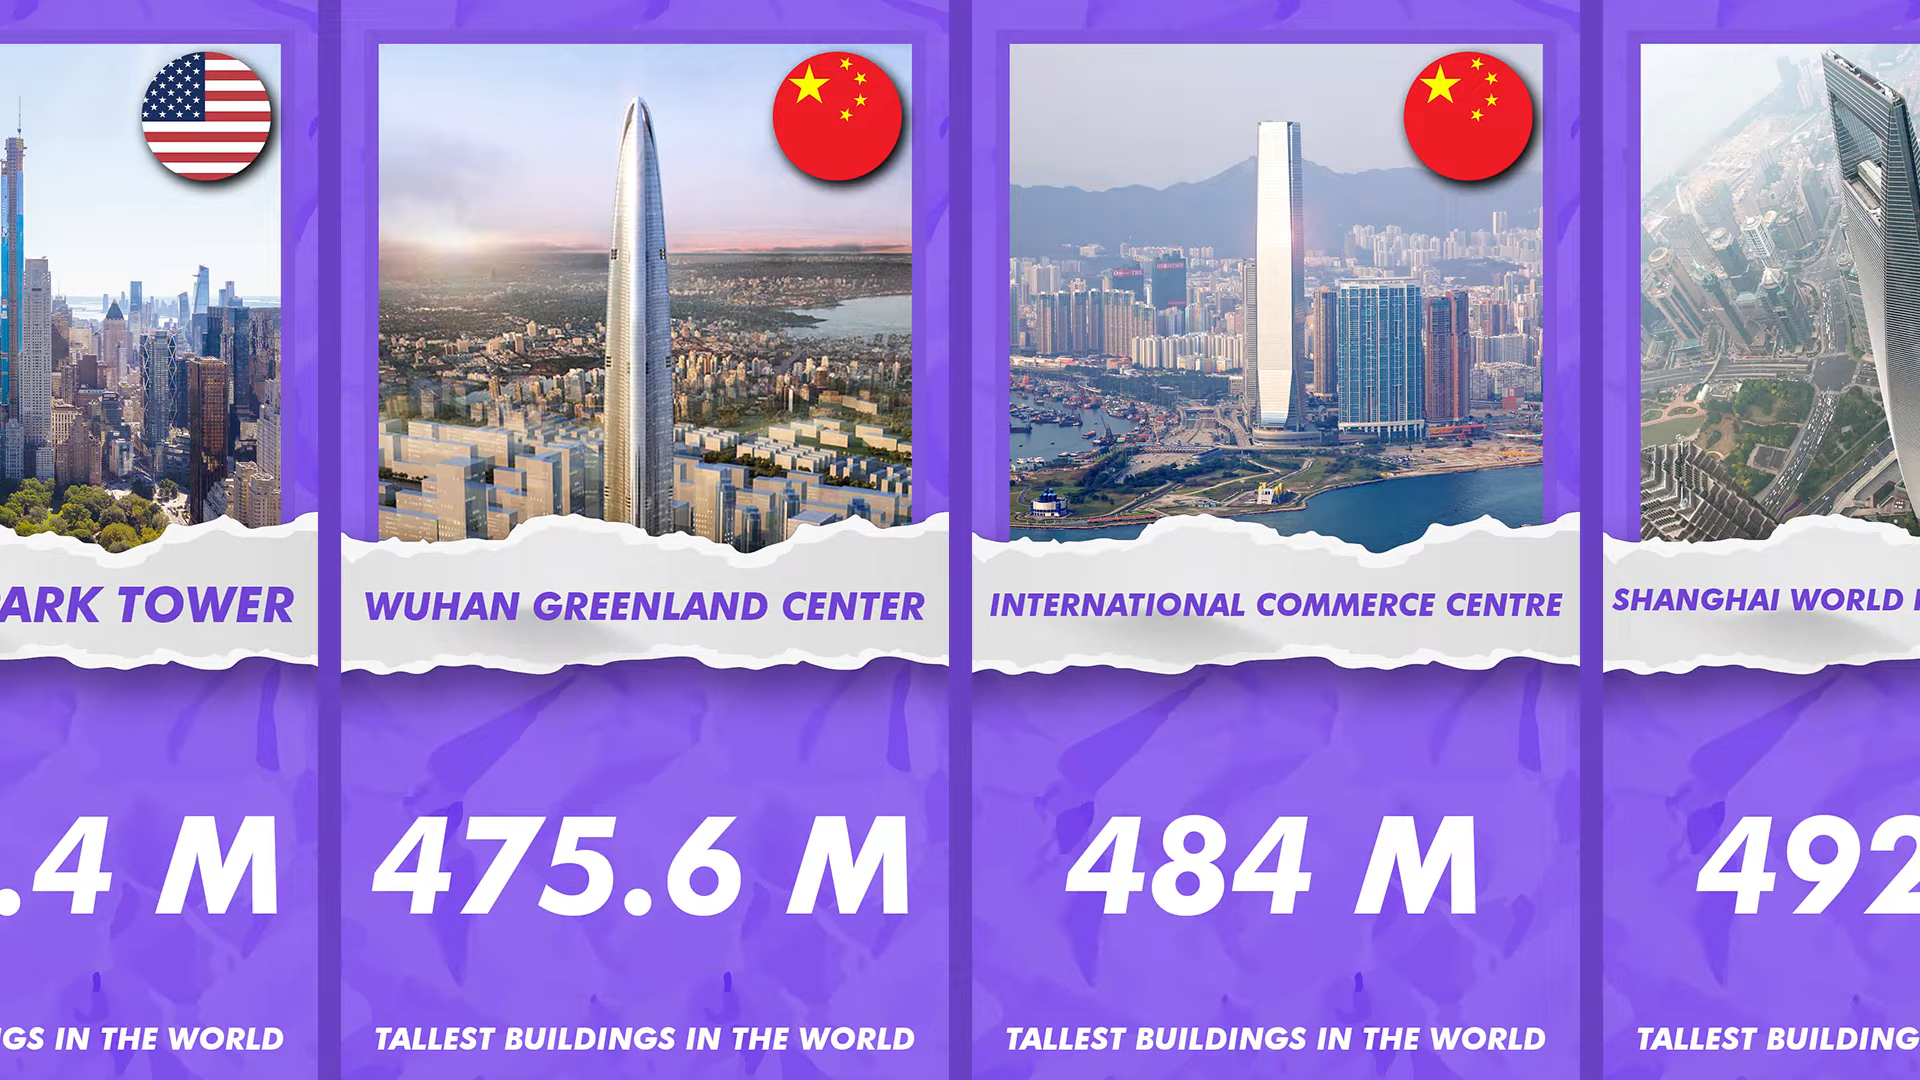 PARK TOWER
.4 M
GS IN THE WORLD
WUHAN GREENLAND CENTER
475.6 M
TALLEST BUILDINGS IN THE WORLD
INTERNATIONAL COMMERCE CENTRE
484 M
TALLEST BUILDINGS IN THE WORLD
SHANGHAI WORLD
492
TALLEST BUILDING